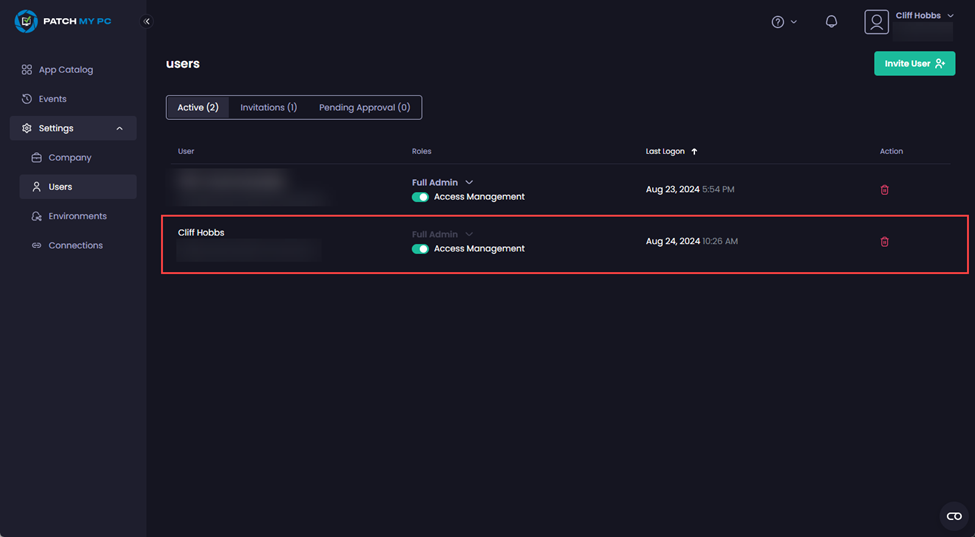 PATCH MY PC
Cliff Hobbs
App Catalog
Events
Settings
Company
Users
Environments
Connections
users
Invite User
Active (2)
Invitations (1)
Pending Approval (0)
User
Roles
Last Logon
Action
Full Admin
Access Management
Aug 23, 2024 5:54 PM
Cliff Hobbs
Full Admin
Access Management
Aug 24, 2024 10:26 AM